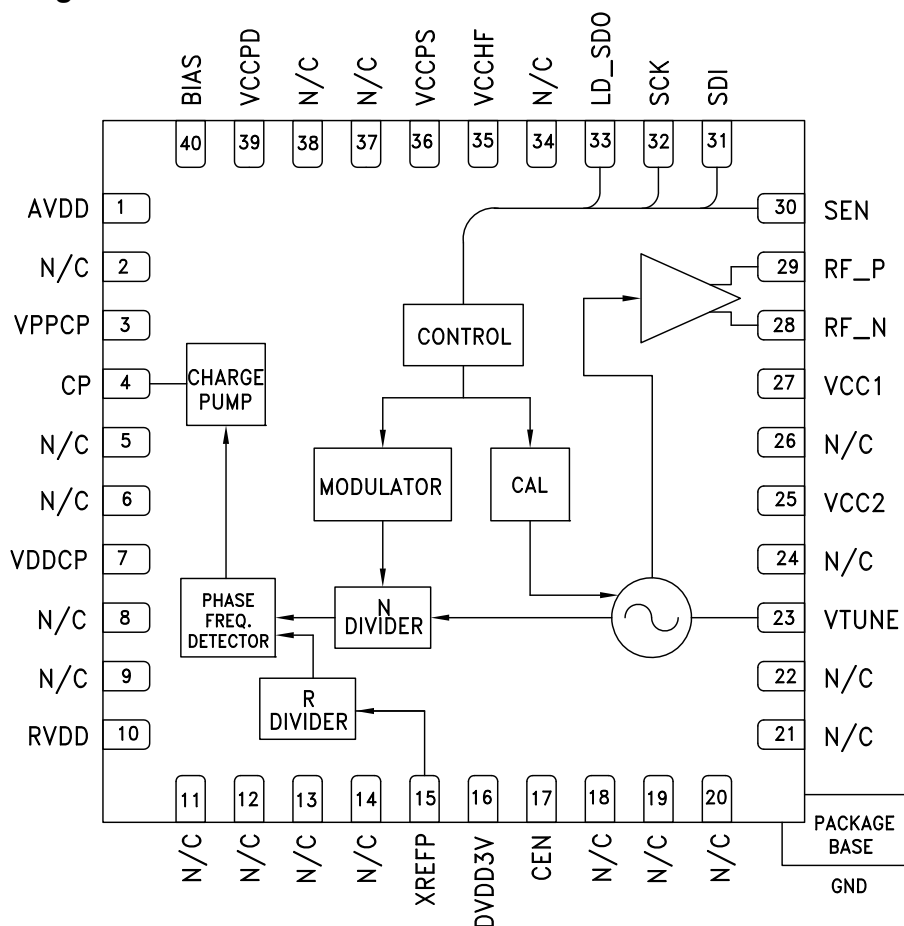 BIAS
VCCPD
N/C
N/C
VCCPS
VCCHF
N/C
LD_SDO
SCK
SDI
40
39
38
37
36
35
34
33
32
31
AVDD
1
N/C
2
VPPCP
3
CP
4
N/C
5
N/C
6
VDDCP
7
N/C
8
N/C
9
RVDD
10
30
SEN
29
RF_P
28
RF_N
27
VCC1
26
N/C
25
VCC2
24
N/C
23
VTUNE
22
N/C
21
N/C
CONTROL
CHARGE
PUMP
MODULATOR
CAL
PHASE
FREQ.
DETECTOR
N
DIVIDER
R
DIVIDER
11
12
13
14
15
16
17
18
19
20
N/C
N/C
N/C
N/C
XREFP
DVDD3V
CEN
N/C
N/C
N/C
PACKAGE
BASE
GND